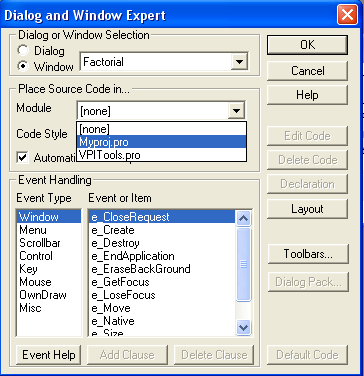 Dialog and Window Expert
Dialog or Window Selection
Dialog
Window
Factorial
OK
Cancel
Help
Place Source Code in...
Module
[none]
[none]
Myproj.pro
VPITools.pro
Code Style
Automati
Edit Code
Delete Code
Declaration
Layout
Toolbars...
Dialog Pack...
Event Handling
Event Type
Event or Item
Window
Menu
Scrollbar
Control
Key
Mouse
OwnDraw
Misc
e_CloseRequest
e_Create
e_Destroy
e_EndApplication
e_EraseBackGround
e_GetFocus
e_LoseFocus
e_Move
e_Native
e_Size
Event Help
Add Clause
Delete Clause
Default Code